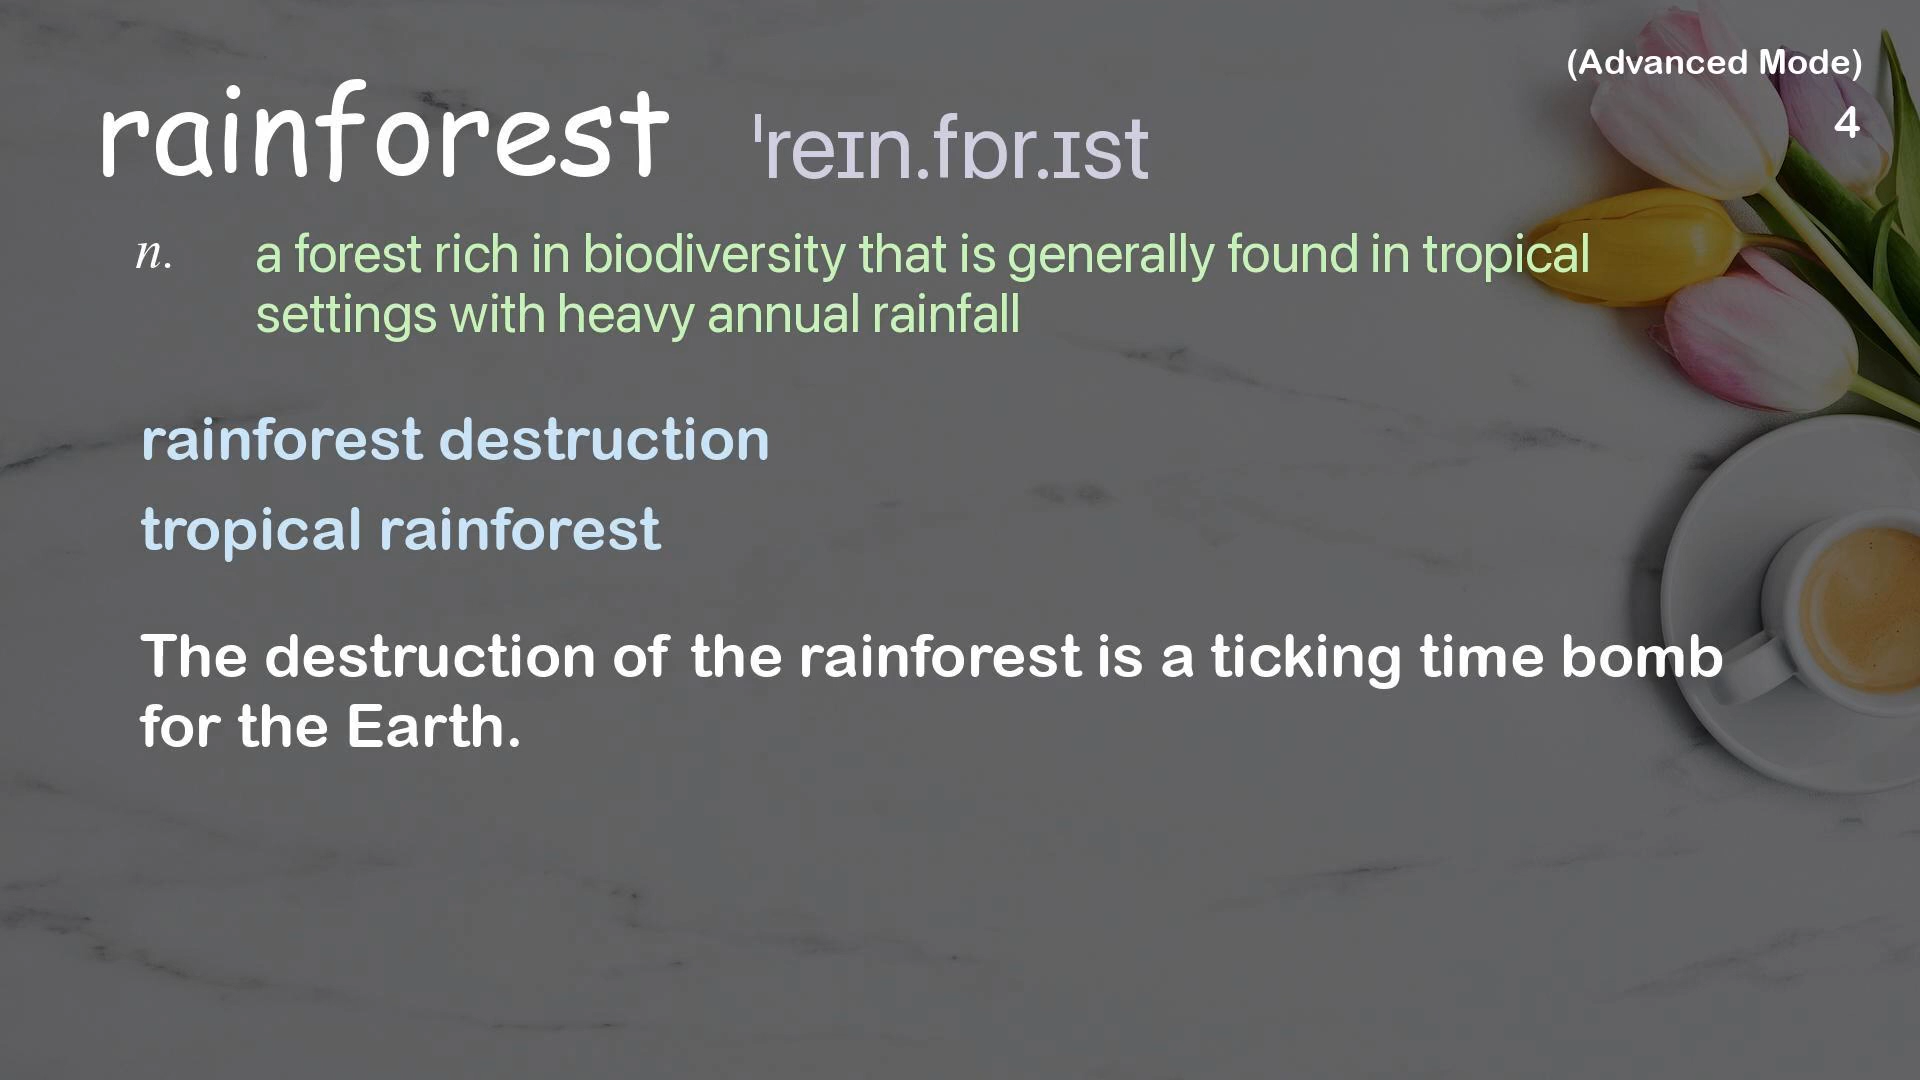 (Advanced Mode)
rainforest ˈreɪn.fɒr.ɪst
4
n. a forest rich in biodiversity that is generally found in tropical
settings with heavy annual rainfall
rainforest destruction
tropical rainforest
The destruction of the rainforest is a ticking time bomb
for the Earth.